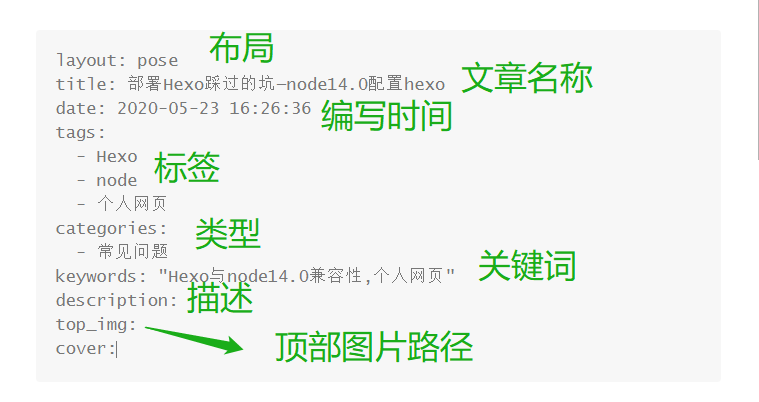 layout: pose 布局
title: 部署Hexo踩过的坑—node14.0配置hexo 文章名称
date: 2020-05-23 16:26:36 编写时间
tags:
- Hexo
- node 标签
- 个人网页
categories: 类型
- 常见问题
keywords: "Hexo与node14.0兼容性,个人网页" 关键词
description: 描述
top_img:
cover: 顶部图片路径